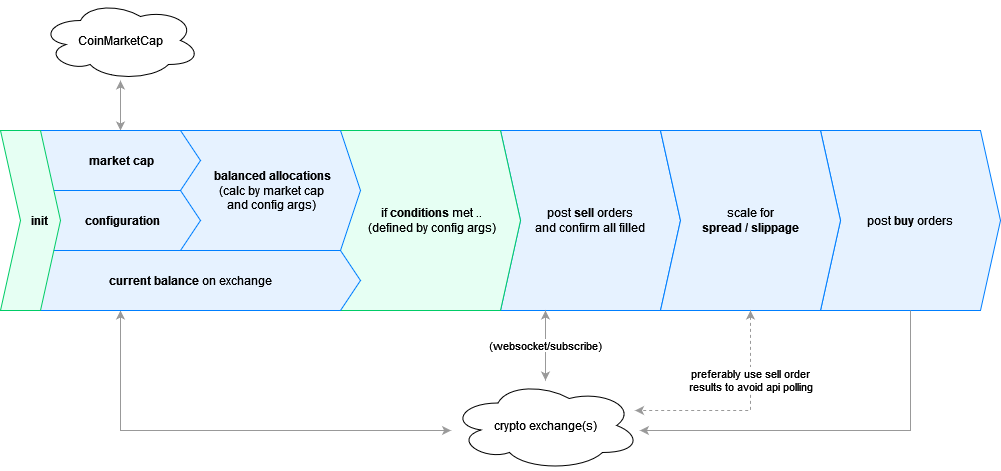 CoinMarketCap
market cap
init
configuration
balanced allocations
(calc by market cap
and config args)
current balance on exchange
if conditions met ..
(defined by config args)
post sell orders
and confirm all filled
scale for
spread / slippage
post buy orders
(websocket/subscribe)
preferably use sell order
results to avoid api polling
crypto exchange(s)